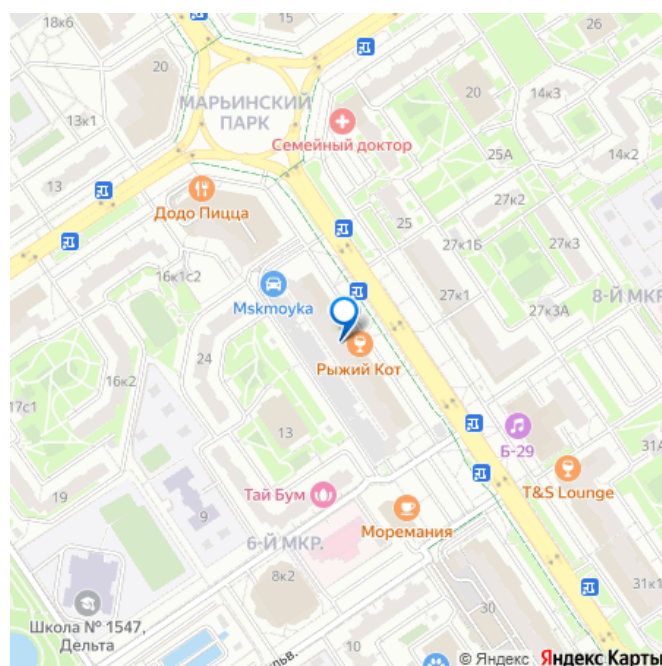 18к6
15
26
20
МАРЬИНСКИЙ
ПАРК
20
14к3
13к1
Семейный доктор
25А
14к2
13
27к2
Додо Пицца
25
27к1Б
27к3
16к1с2
Mskmoyka
27к1
27к3А
8-Й МКР
24
Рыжий Кот
16к2
17с1
13
Б-29
31А
19
Тай Бум
T&S Lounge
9
Моремания
6-Й МКР.
8к2
31к1
Школа № 1547,
Дельта
30
10
© Яндекс Яндекс Карты